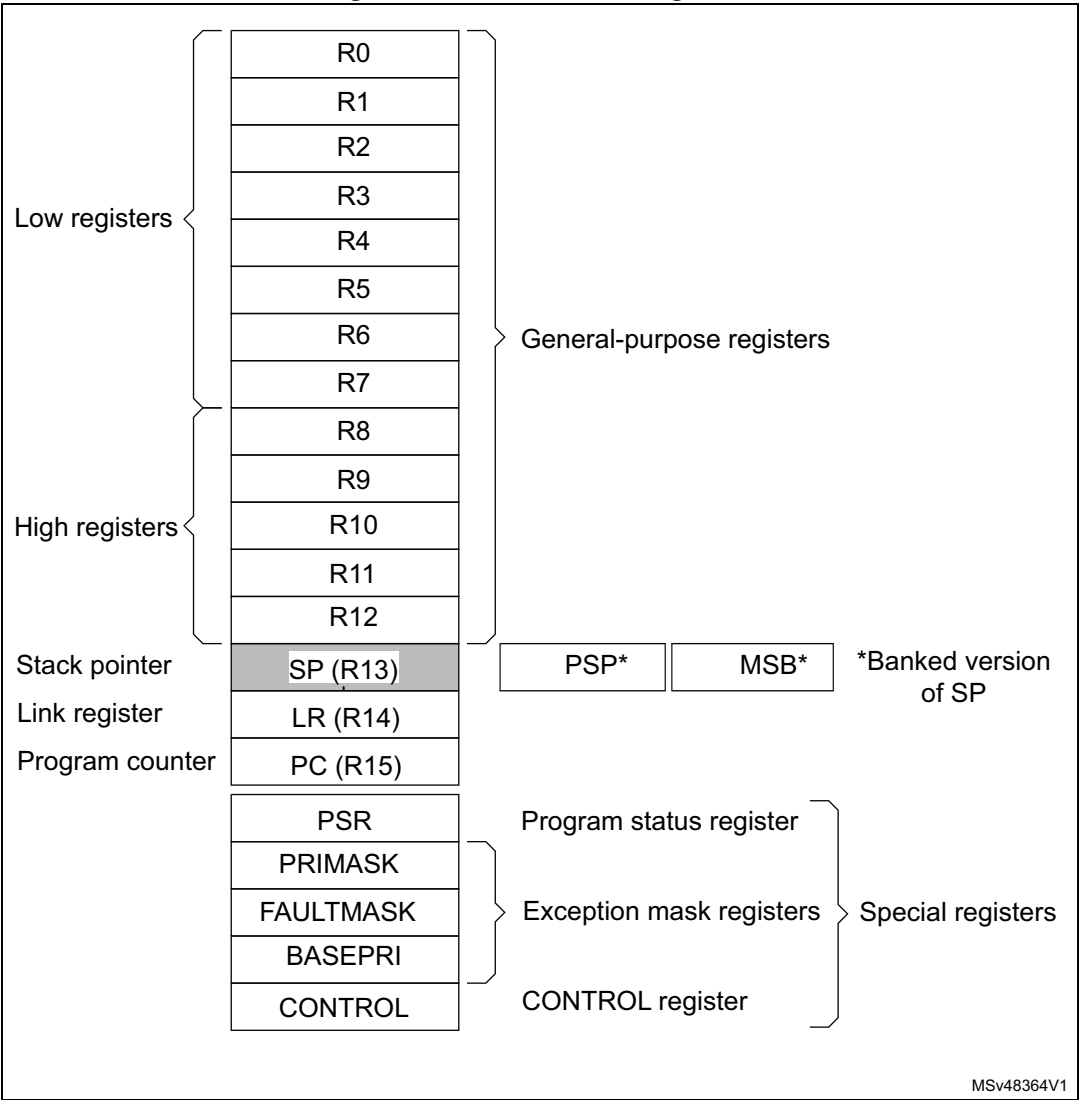 R0
R1
R2
R3
Low registers
R4
R5
R6
General-purpose registers
R7
R8
R9
High registers
R10
R11
R12
Stack pointer
SP (R13)
PSP*
MSB*
*Banked version
of SP
Link register
LR (R14)
Program counter
PC (R15)
PSR
Program status register
PRIMASK
FAULTMASK
Exception mask registers
Special registers
BASEPRI
CONTROL
CONTROL register
MSv48364V1